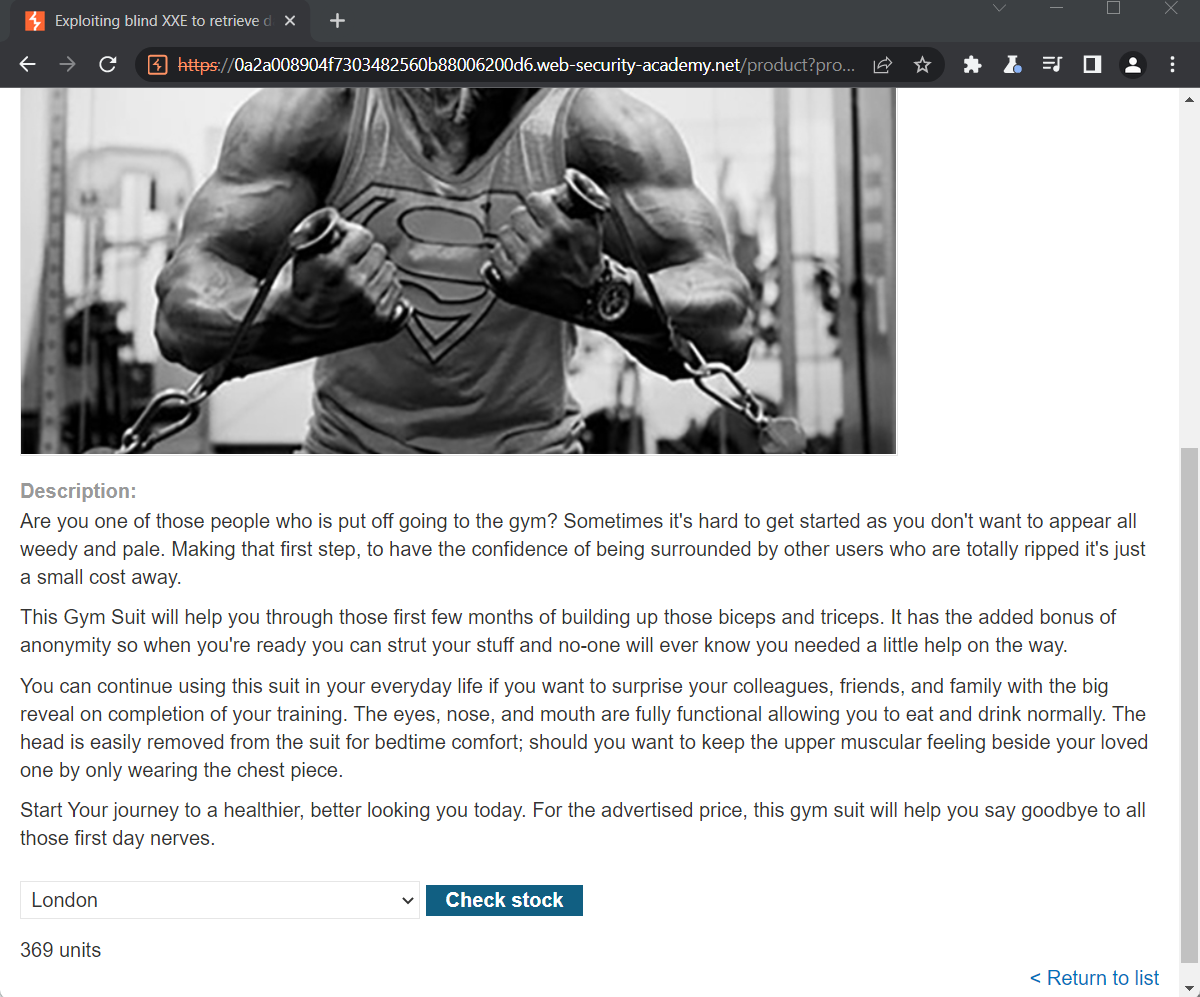 Exploiting blind XXE to retrieve d
https://0a2a008904f7303482560b88006200d6.web-security-academy.net/product?pro...
Description:
Are you one of those people who is put off going to the gym? Sometimes it's hard to get started as you don't want to appear all
weedy and pale. Making that first step, to have the confidence of being surrounded by other users who are totally ripped it's just
a small cost away.
This Gym Suit will help you through those first few months of building up those biceps and triceps. It has the added bonus of
anonymity so when you're ready you can strut your stuff and no-one will ever know you needed a little help on the way.
You can continue using this suit in your everyday life if you want to surprise your colleagues, friends, and family with the big
reveal on completion of your training. The eyes, nose, and mouth are fully functional allowing you to eat and drink normally. The
head is easily removed from the suit for bedtime comfort; should you want to keep the upper muscular feeling beside your loved
one by only wearing the chest piece.
Start Your journey to a healthier, better looking you today. For the advertised price, this gym suit will help you say goodbye to all
those first day nerves.
London Check stock
369 units
< Return to list